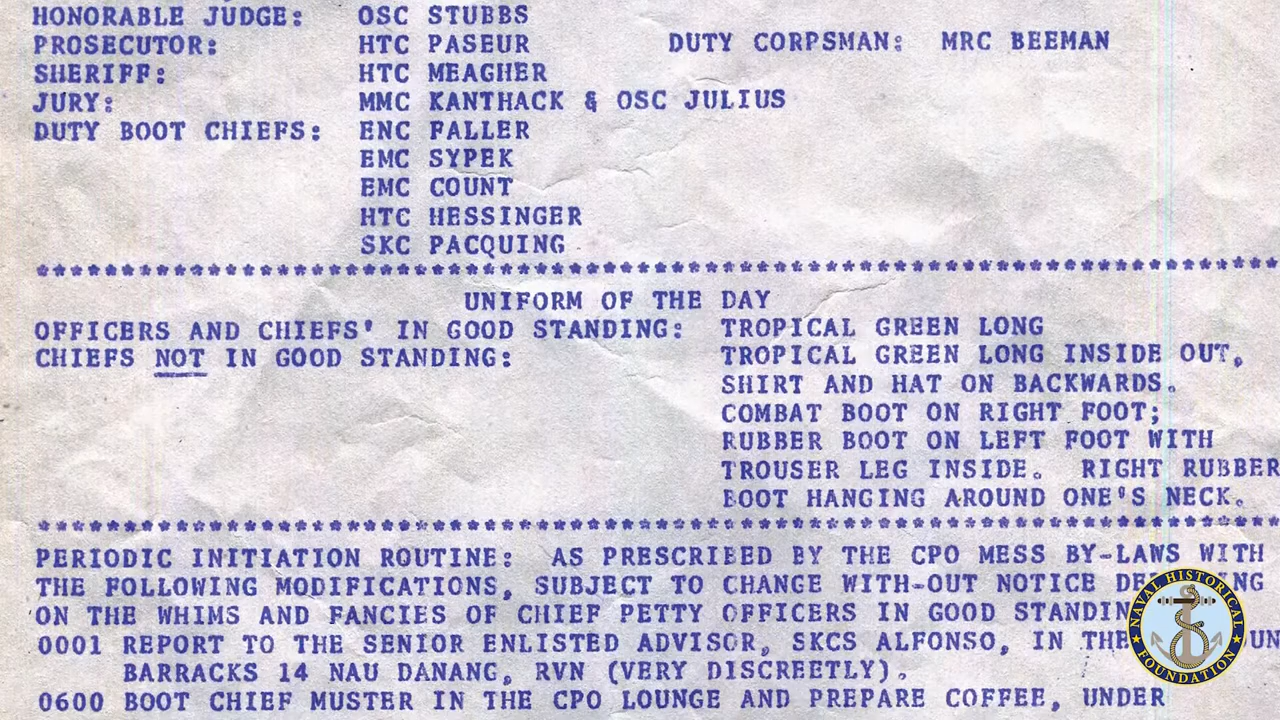 HONORABLE JUDGE: OSC STUBBS
PROSECUTOR: HTC PASEUR DUTY CORPSMAN: MRC BEEMAN
SHERIFF: HTC MEAGHER
JURY: MMC KANTHACK & OSC JULIUS
DUTY BOOT CHIEFS: ENC FALLER
EMC SYPEK
EMC COUNT
HTC HESSINGER
SKC PACQUING
UNIFORM OF THE DAY
OFFICERS AND CHIEFS' IN GOOD STANDING: TROPICAL GREEN LONG
CHIEFS NOT IN GOOD STANDING: TROPICAL GREEN LONG INSIDE OUT,
SHIRT AND HAT ON BACKWARDS.
COMBAT BOOT ON RIGHT FOOT;
RUBBER BOOT ON LEFT FOOT WITH
TROUSER LEG INSIDE. RIGHT RUBBER
BOOT HANGING AROUND ONE'S NECK.
PERIODIC INITIATION ROUTINE: AS PRESCRIBED BY THE CPO MESS BY-LAWS WITH
THE FOLLOWING MODIFICATIONS, SUBJECT TO CHANGE WITH-OUT NOTICE
ON THE WHIMS AND FANCIES OF CHIEF PETTY OFFICERS IN GOOD
0001 REPORT TO THE SENIOR ENLISTED ADVISOR, SKCS ALFONSO, IN THE
BARRACKS 14 NAU DANANG, RVN (VERY DISCREETLY).
0600 BOOT CHIEF MUSTER IN THE CPO LOUNGE AND PREPARE COFFEE, UNDER
NAVAL HISTORICAL
FOUNDATION